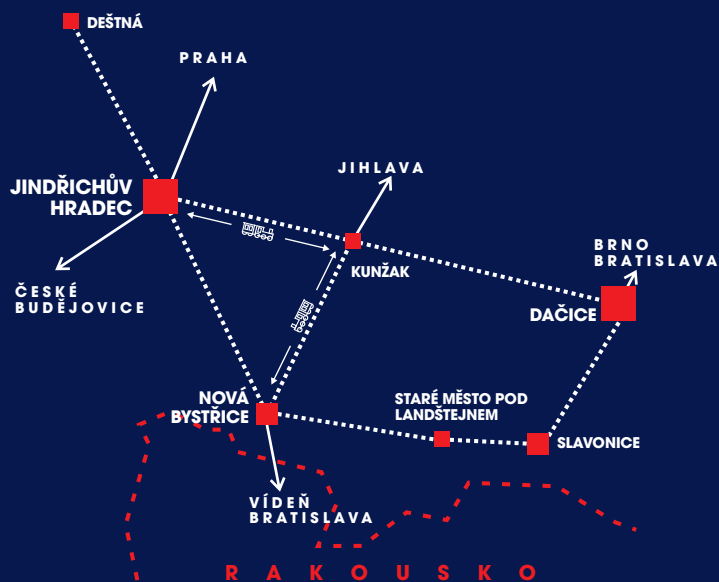 DEŠTNÁ
PRAHA
JINDŘICHŮV
HRADEC
JIHLAVA
BRNO
BRATISLAVA
KUNŽAK
ČESKÉ
BUDĚJOVICE
DAČICE
NOVÁ
BYSTŘICE
STARÉ MĚSTO POD
LANDŠTEJNEM
SLAVONICE
VÍDEŇ
BRATISLAVA
RAKOUSKO